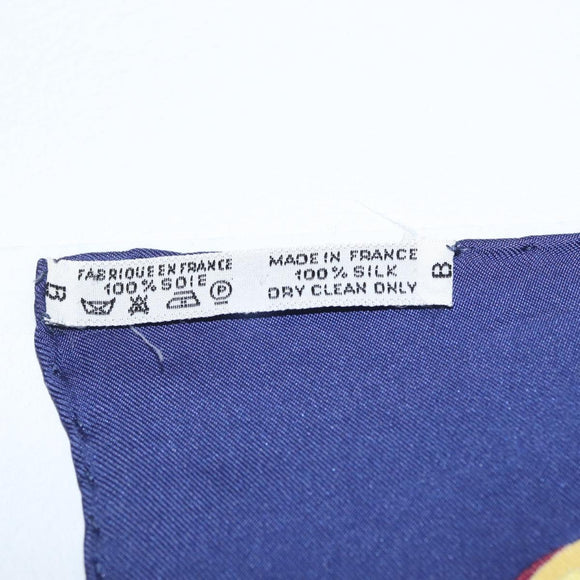 FABRIQUE EN FRANCE
100% SOIE
P
B
MADE IN FRANCE
100% SILK
DRY CLEAN ONLY
B